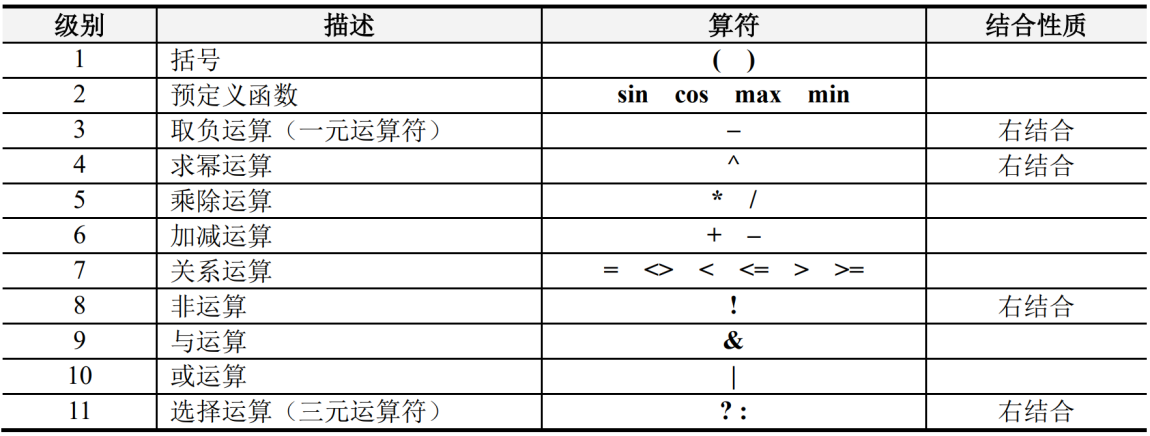 级别 描述 算符 结合性质
1 括号 ( )
2 预定义函数 sin cos max min
3 取负运算（一元运算符） – 右结合
4 求幂运算 ^ 右结合
5 乘除运算 * /
6 加减运算 + –
7 关系运算 = <> < <= > >=
8 非运算 ! 右结合
9 与运算 &
10 或运算 |
11 选择运算（三元运算符） ? : 右结合